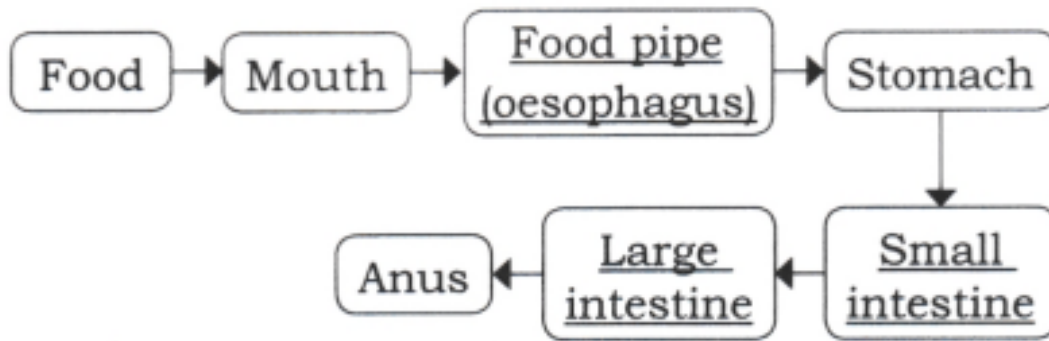 Food
Mouth
Food pipe
(oesophagus)
Stomach
Small
intestine
Large
intestine
Anus